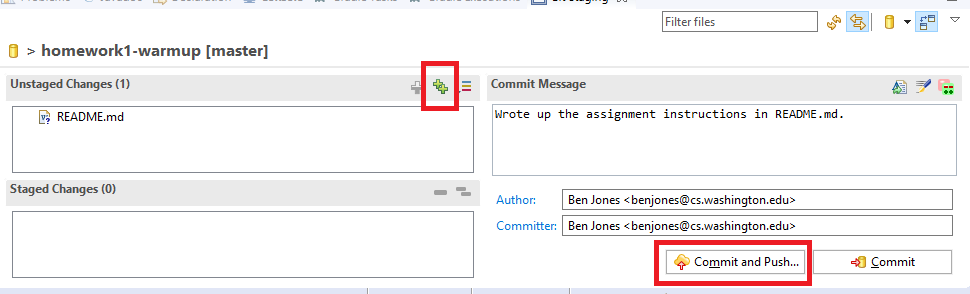 Git Staging
Filter files
> homework1-warmup [master]
Unstaged Changes (1)
README.md
Staged Changes (0)
Commit Message
Wrote up the assignment instructions in README.md.
Author: Ben Jones <benjones@cs.washington.edu>
Committer: Ben Jones <benjones@cs.washington.edu>
Commit and Push... Commit